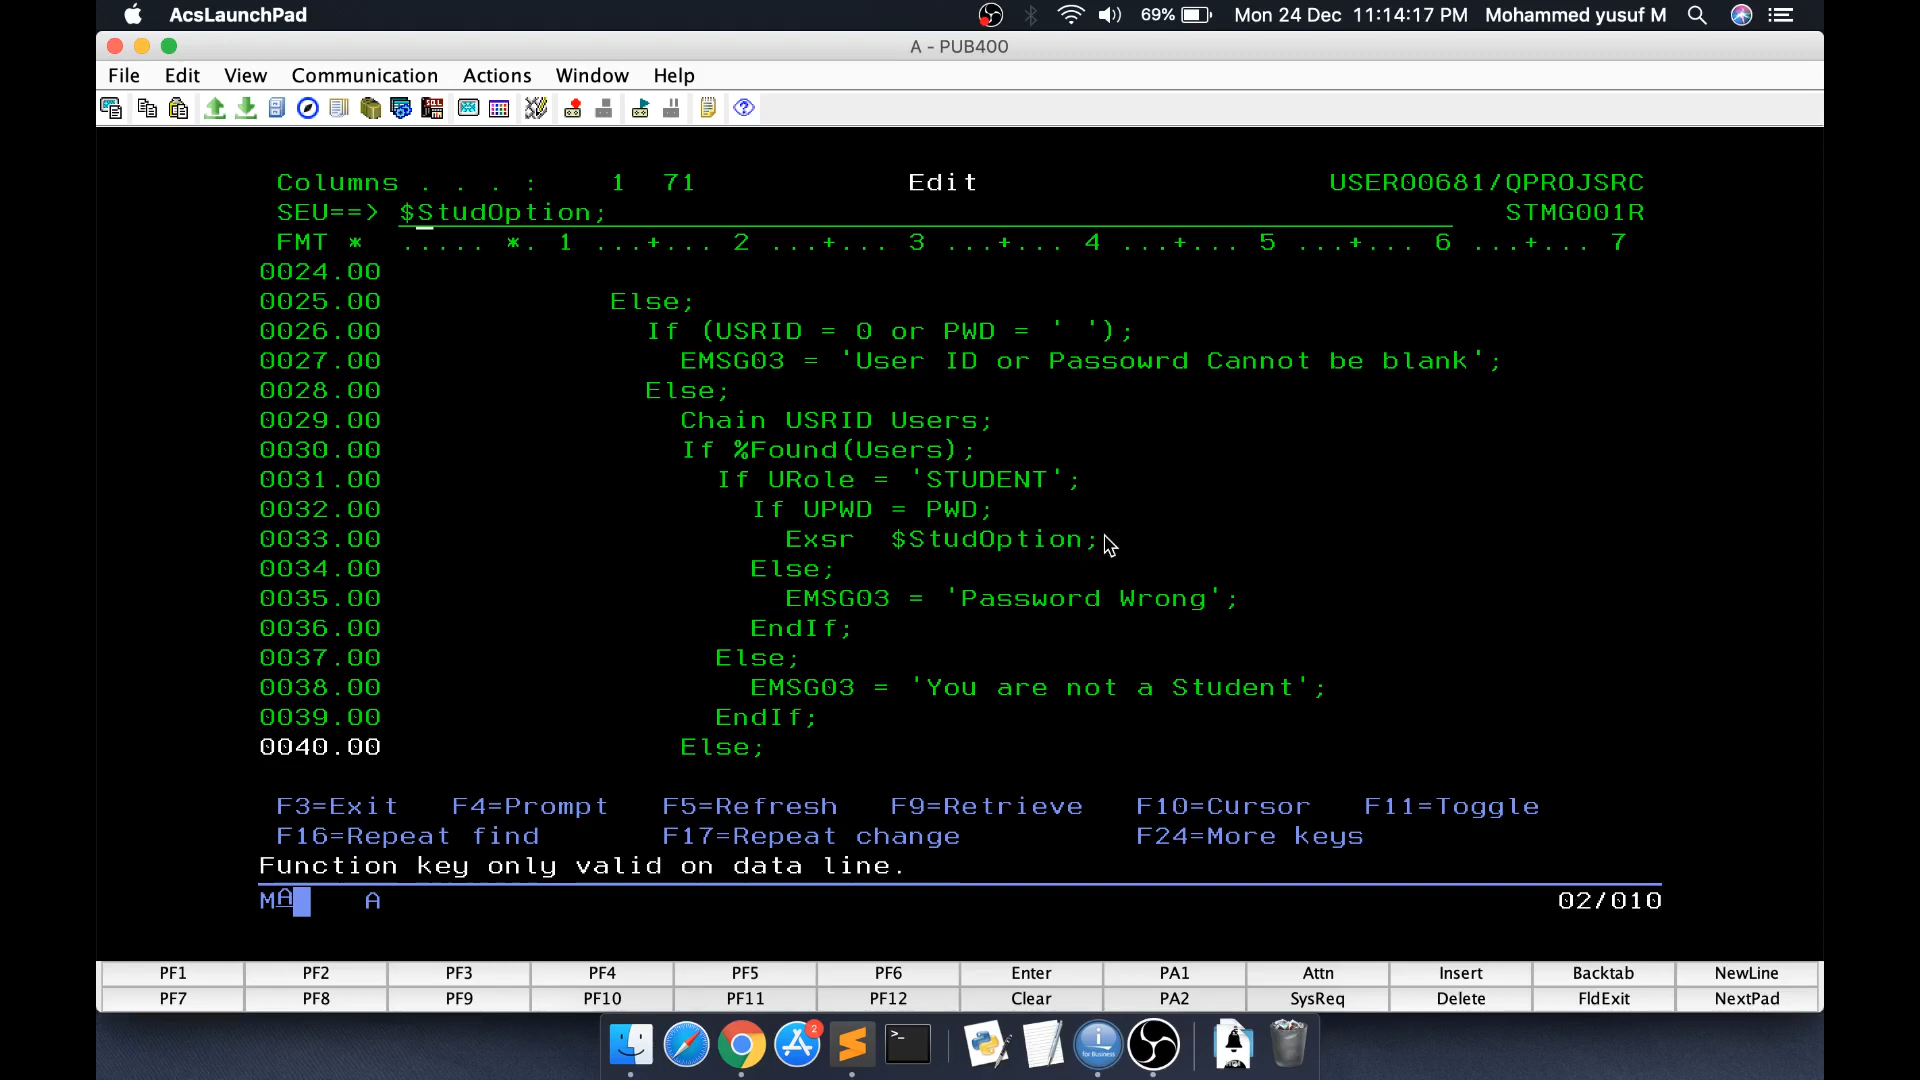 AcsLaunchPad 69% Mon 24 Dec 11:14:17 PM Mohammed yusuf M
A - PUB400
File Edit View Communication Actions Window Help
Columns . . . : 1 71 Edit USER00681/QPROJSRC
SEU==> $StudOption; STMG001R
FMT * ..... *. 1 ...+... 2 ...+... 3 ...+... 4 ...+... 5 ...+... 6 ...+... 7
0024.00
0025.00 Else;
0026.00 If (USRID = 0 or PWD = ' ');
0027.00 EMSG03 = 'User ID or Passowrd Cannot be blank';
0028.00 Else;
0029.00 Chain USRID Users;
0030.00 If %Found(Users);
0031.00 If URole = 'STUDENT';
0032.00 If UPWD = PWD;
0033.00 Exsr $StudOption;
0034.00 Else;
0035.00 EMSG03 = 'Password Wrong';
0036.00 EndIf;
0037.00 Else;
0038.00 EMSG03 = 'You are not a Student';
0039.00 EndIf;
0040.00 Else;
F3=Exit F4=Prompt F5=Refresh F9=Retrieve F10=Cursor F11=Toggle
F16=Repeat find F17=Repeat change F24=More keys
Function key only valid on data line.
MA A 02/010
PF1 PF2 PF3 PF4 PF5 PF6 Enter PA1 Attn Insert Backtab NewLine
PF7 PF8 PF9 PF10 PF11 PF12 Clear PA2 SysReq Delete FldExit NextPad
2
for Business